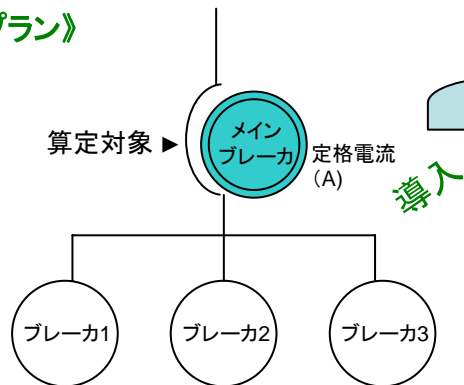 プラン》
算定対象 ►
メイン
ブレーカ
定格電流
（A)
導入
ブレーカ1
ブレーカ2
ブレーカ3